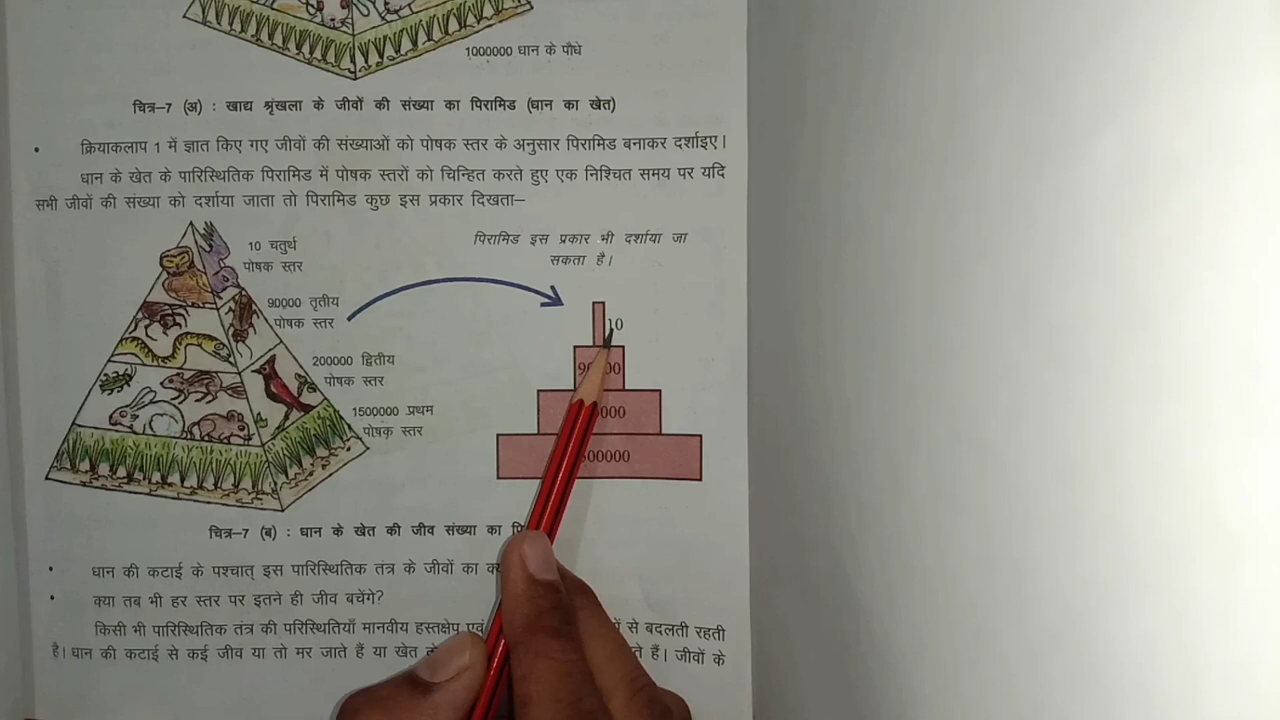 1000000 धान के पौधे
चित्र–7 (अ) : खाद्य श्रृंखला के जीवों की संख्या का पिरामिड (धान का खेत)
• क्रियाकलाप 1 में ज्ञात किए गए जीवों की संख्याओं को पोषक स्तर के अनुसार पिरामिड बनाकर दर्शाइए।
धान के खेत के पारिस्थितिक पिरामिड में पोषक स्तरों को चिन्हित करते हुए एक निश्चित समय पर यदि
सभी जीवों की संख्या को दर्शाया जाता तो पिरामिड कुछ इस प्रकार दिखता–
10 चतुर्थ
पोषक स्तर
90000 तृतीय
पोषक स्तर
200000 द्वितीय
पोषक स्तर
1500000 प्रथम
पोषक स्तर
पिरामिड इस प्रकार भी दर्शाया जा
सकता है।
10
चित्र–7 (ब) : धान के खेत की जीव संख्या का
• धान की कटाई के पश्चात् इस पारिस्थितिक तंत्र के जीवों का
• क्या तब भी हर स्तर पर इतने ही जीव बचेंगे?
किसी भी पारिस्थितिक तंत्र की परिस्थितियाँ मानवीय हस्तक्षेप एवं से बदलती रहती
है। धान की कटाई से कई जीव या तो मर जाते हैं या खेत हैं। जीवों के